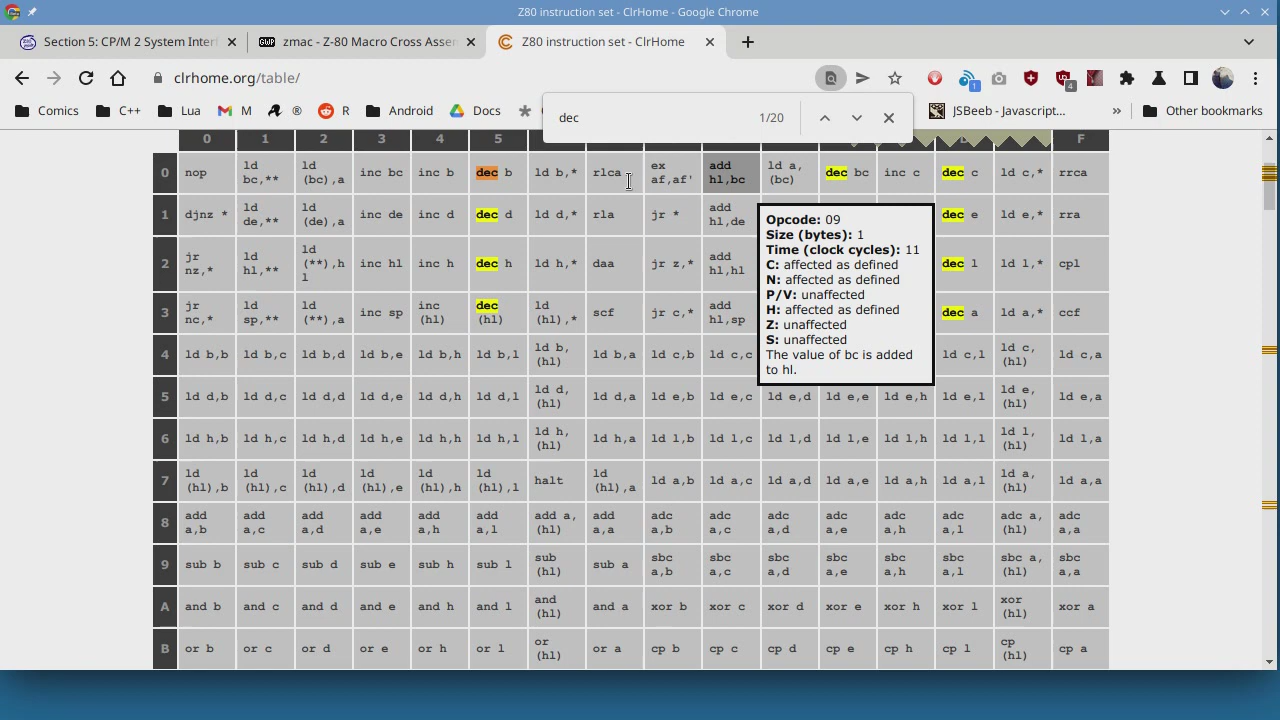 Z80 instruction set - ClrHome - Google Chrome
Section 5: CP/M 2 System Interf
zmac - Z-80 Macro Cross Assem
Z80 instruction set - ClrHome
clrhome.org/table/
1
4
Comics
C++
Lua
M
A
®
R
Android
Docs
JSBeeb - Javascript...
»
Other bookmarks
dec
1/20
0 1 2 3 4 5 F
0 nop ld bc,** ld (bc),a inc bc inc b dec b ld b,* rlca ex af,af' add hl,bc ld a,(bc) dec bc inc c dec c ld c,* rrca
1 djnz * ld de,** ld (de),a inc de inc d dec d ld d,* rla jr * add hl,de dec e ld e,* rra
2 jr nz,* ld hl,** ld (**),hl inc hl inc h dec h ld h,* daa jr z,* add hl,hl dec l ld l,* cpl
3 jr nc,* ld sp,** ld (**),a inc sp inc (hl) dec (hl) ld (hl),* scf jr c,* add hl,sp dec a ld a,* ccf
4 ld b,b ld b,c ld b,d ld b,e ld b,h ld b,l ld b,(hl) ld b,a ld c,b ld c,c ld c,l ld c,(hl) ld c,a
5 ld d,b ld d,c ld d,d ld d,e ld d,h ld d,l ld d,(hl) ld d,a ld e,b ld e,c ld e,d ld e,e ld e,h ld e,l ld e,(hl) ld e,a
6 ld h,b ld h,c ld h,d ld h,e ld h,h ld h,l ld h,(hl) ld h,a ld l,b ld l,c ld l,d ld l,e ld l,h ld l,l ld l,(hl) ld l,a
7 ld (hl),b ld (hl),c ld (hl),d ld (hl),e ld (hl),h ld (hl),l halt ld (hl),a ld a,b ld a,c ld a,d ld a,e ld a,h ld a,l ld a,(hl) ld a,a
8 add a,b add a,c add a,d add a,e add a,h add a,l add a,(hl) add a,a adc a,b adc a,c adc a,d adc a,e adc a,h adc a,l adc a,(hl) adc a,a
9 sub b sub c sub d sub e sub h sub l sub (hl) sub a sbc a,b sbc a,c sbc a,d sbc a,e sbc a,h sbc a,l sbc a,(hl) sbc a,a
A and b and c and d and e and h and l and (hl) and a xor b xor c xor d xor e xor h xor l xor (hl) xor a
B or b or c or d or e or h or l or (hl) or a cp b cp c cp d cp e cp h cp l cp (hl) cp a
Opcode: 09
Size (bytes): 1
Time (clock cycles): 11
C: affected as defined
N: affected as defined
P/V: unaffected
H: affected as defined
Z: unaffected
S: unaffected
The value of bc is added
to hl.